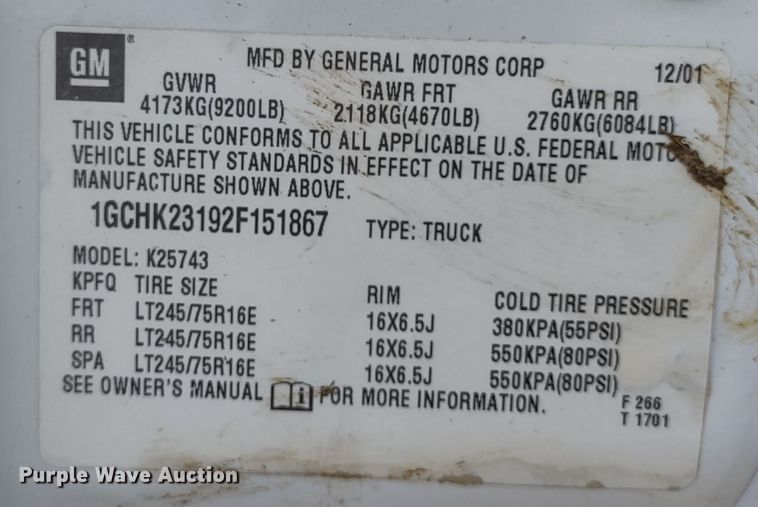 GM ®
MFD BY GENERAL MOTORS CORP 12/01
GVWR GAWR FRT GAWR RR
4173KG(9200LB) 2118KG(4670LB) 2760KG(6084LB)
THIS VEHICLE CONFORMS TO ALL APPLICABLE U.S. FEDERAL MOTO
VEHICLE SAFETY STANDARDS IN EFFECT ON THE DATE OF
MANUFACTURE SHOWN ABOVE.
1GCHK23192F151867 TYPE: TRUCK
MODEL: K25743
KPFQ TIRE SIZE RIM COLD TIRE PRESSURE
FRT LT245/75R16E 16X6.5J 380KPA(55PSI)
RR LT245/75R16E 16X6.5J 550KPA(80PSI)
SPA LT245/75R16E 16X6.5J 550KPA(80PSI)
SEE OWNER'S MANUAL i FOR MORE INFORMATION.
F 266
T 1701
Purple Wave Auction